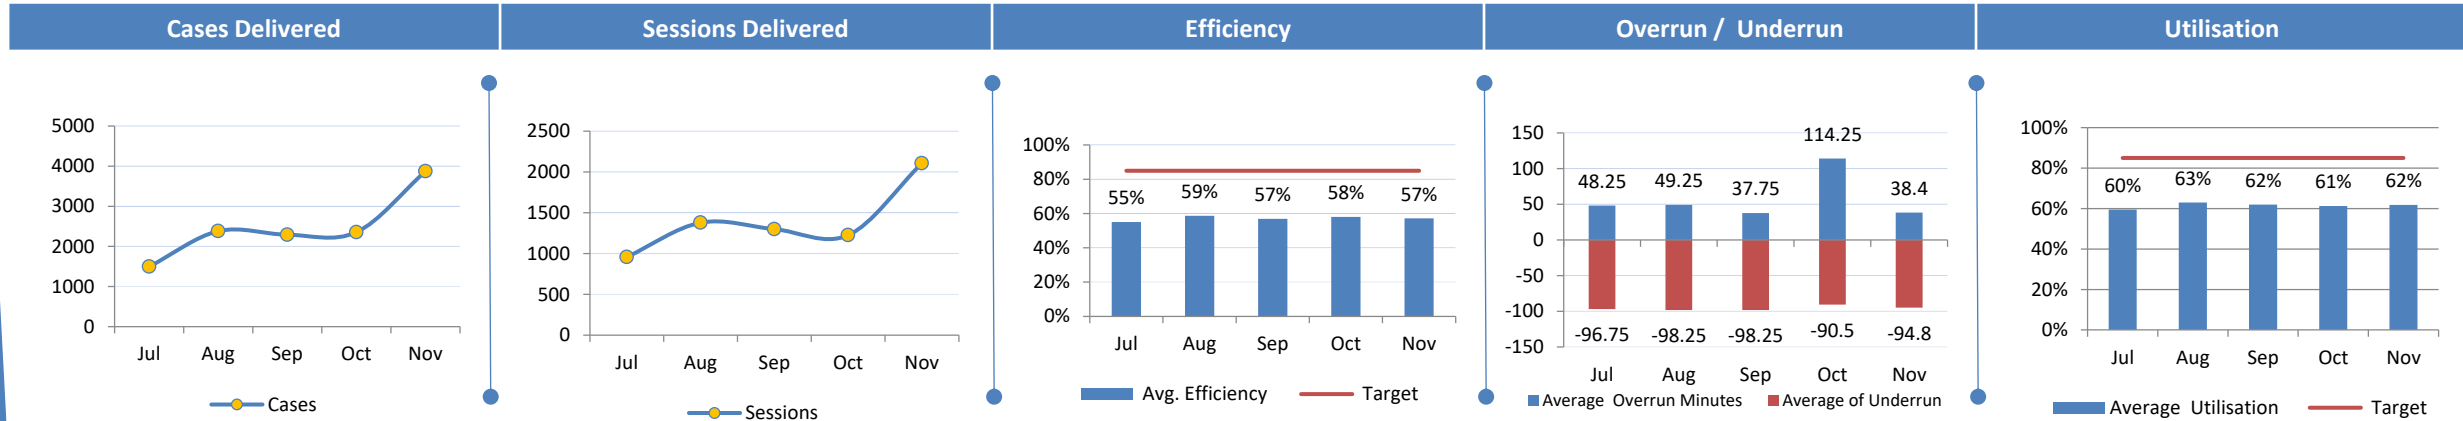 Cases Delivered
Sessions Delivered
Efficiency
Overrun /  Underrun
Utilisation
5000
4000
3000
2000
1000
0
Jul Aug Sep Oct Nov
Cases
2500
2000
1500
1000
500
0
Jul Aug Sep Oct Nov
Sessions
100%
80%
60%
40%
20%
0%
55% 59% 57% 58% 57%
Jul Aug Sep Oct Nov
Avg. Efficiency Target
150
100
50
0
-50
-100
-150
48.25 49.25 37.75 114.25 38.4
-96.75 -98.25 -98.25 -90.5 -94.8
Jul Aug Sep Oct Nov
Average  Overrun Minutes Average of Underrun
100%
80%
60%
40%
20%
0%
60% 63% 62% 61% 62%
Jul Aug Sep Oct Nov
Average  Utilisation Target